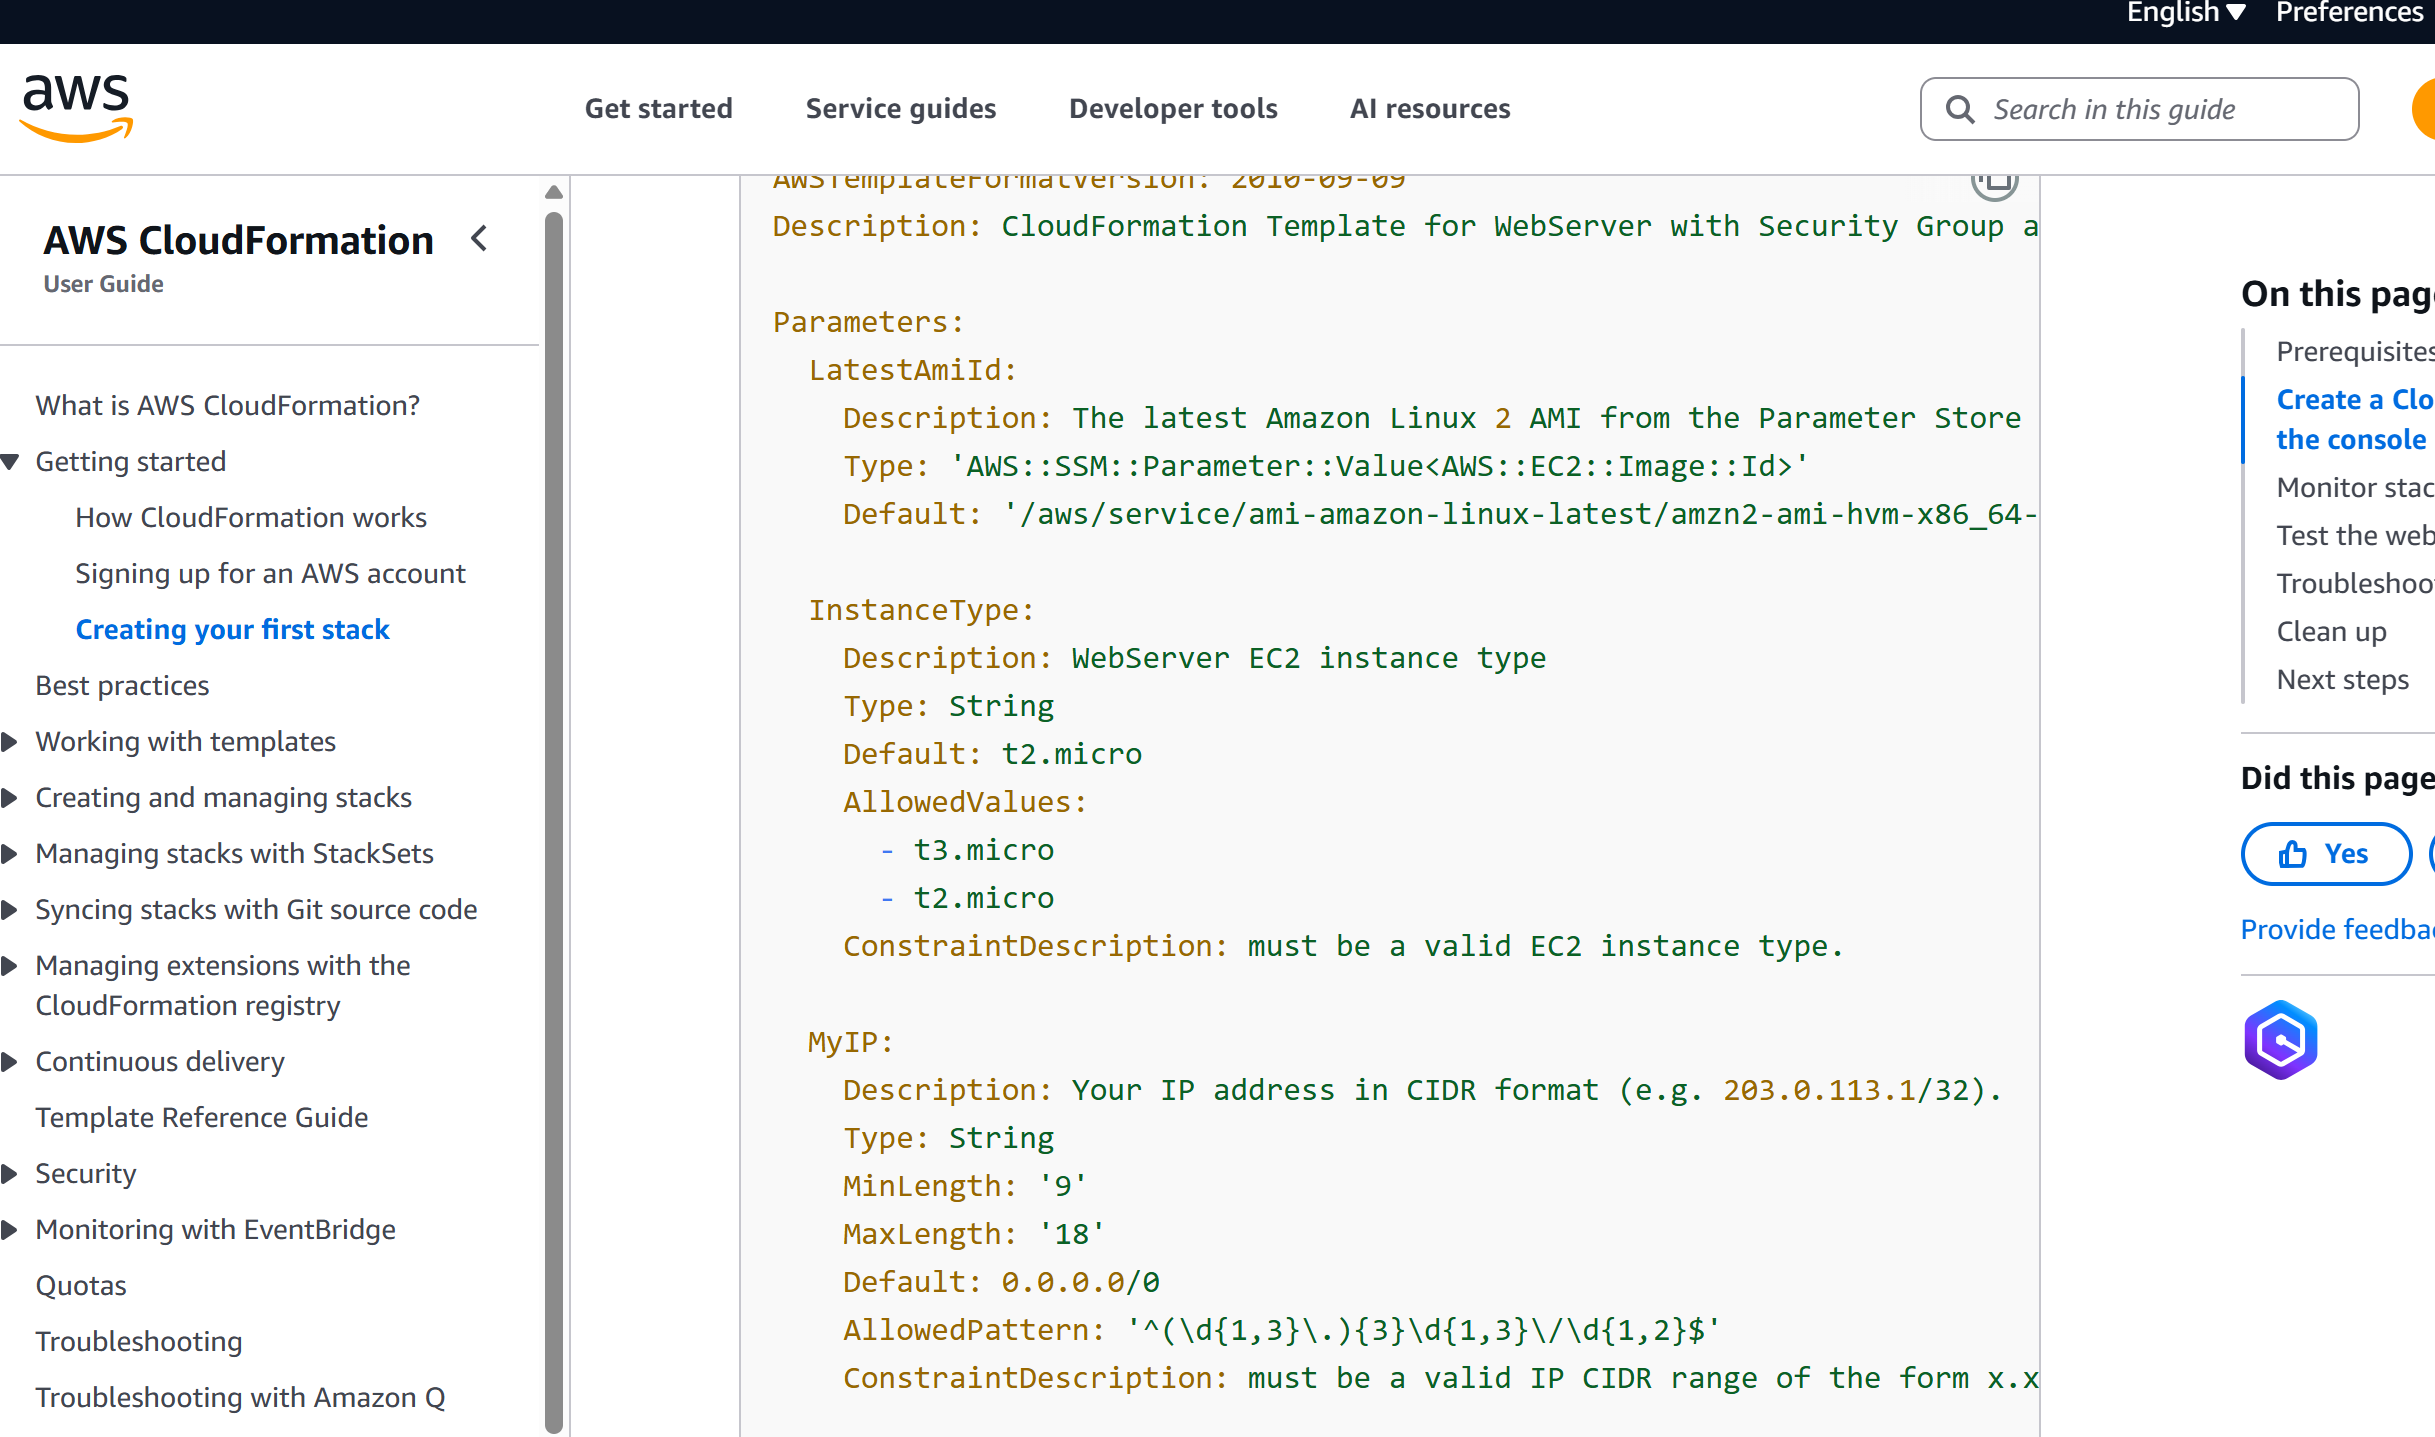 English
Preferences
aws
Get started
Service guides
Developer tools
AI resources
Search in this guide
AWS CloudFormation
User Guide
What is AWS CloudFormation?
Getting started
How CloudFormation works
Signing up for an AWS account
Creating your first stack
Best practices
Working with templates
Creating and managing stacks
Managing stacks with StackSets
Syncing stacks with Git source code
Managing extensions with the
CloudFormation registry
Continuous delivery
Template Reference Guide
Security
Monitoring with EventBridge
Quotas
Troubleshooting
Troubleshooting with Amazon Q
AWSTemplateFormatVersion: 2010-09-09
Description: CloudFormation Template for WebServer with Security Group a
Parameters:
LatestAmiId:
Description: The latest Amazon Linux 2 AMI from the Parameter Store
Type: 'AWS::SSM::Parameter::Value<AWS::EC2::Image::Id>'
Default: '/aws/service/ami-amazon-linux-latest/amzn2-ami-hvm-x86_64-
InstanceType:
Description: WebServer EC2 instance type
Type: String
Default: t2.micro
AllowedValues:
- t3.micro
- t2.micro
ConstraintDescription: must be a valid EC2 instance type.
MyIP:
Description: Your IP address in CIDR format (e.g. 203.0.113.1/32).
Type: String
MinLength: '9'
MaxLength: '18'
Default: 0.0.0.0/0
AllowedPattern: '^(\d{1,3}\.){3}\d{1,3}\/\d{1,2}$'
ConstraintDescription: must be a valid IP CIDR range of the form x.x
On this pag
Prerequisites
Create a Clo
the console
Monitor stac
Test the web
Troubleshoo
Clean up
Next steps
Did this page
Yes
Provide feedba